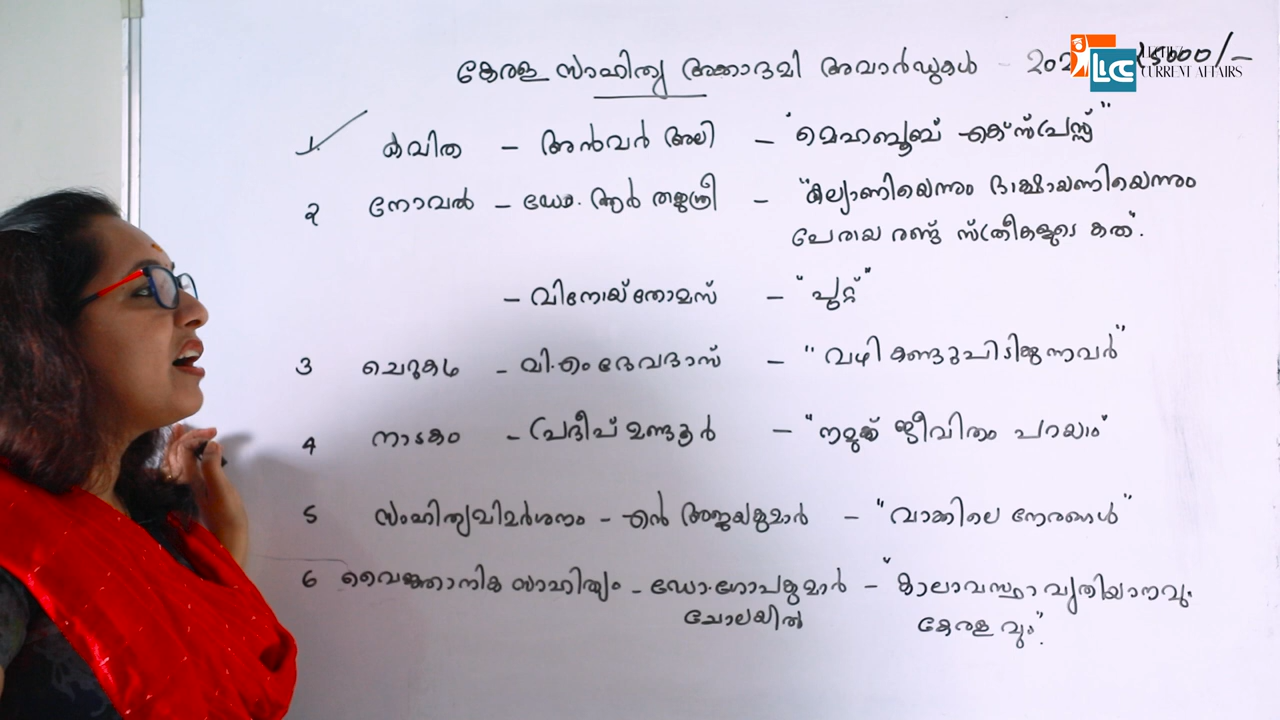 കേരള സാഹിത്യ അക്കാദമി അവാർഡുകൾ - 202 5000/-
LICC CURRENT AFFAIRS
1 കവിത - അൻവർ അലി - "മെഹബൂബ് എക്സ്പ്രസ്സ്"
2 നോവൽ - ഡോ. ആർ രാജശ്രീ - "കല്യാണിയെന്നും ദാക്ഷായണിയെന്നും
പേരായ രണ്ടു സ്ത്രീകളുടെ കത".
- വിനോയ് തോമസ് - "പുറ്റ്"
3 ചെറുകഥ - വി.എം ദേവദാസ് - "വഴി കണ്ടുപിടിക്കുന്നവർ"
4 നാടകം - പ്രദീപ് മണ്ടൂർ - "നമുക്ക് ജീവിതം പറയാം"
5 സാഹിത്യവിമർശനം - എൻ അജയകുമാർ - "വാക്കിലെ നേരങ്ങൾ"
6 വൈജ്ഞാനിക സാഹിത്യം - ഡോ.ഗോപകുമാർ - "കാലാവസ്ഥാ വ്യതിയാനവും
ചോലയിൽ കേരളവും".